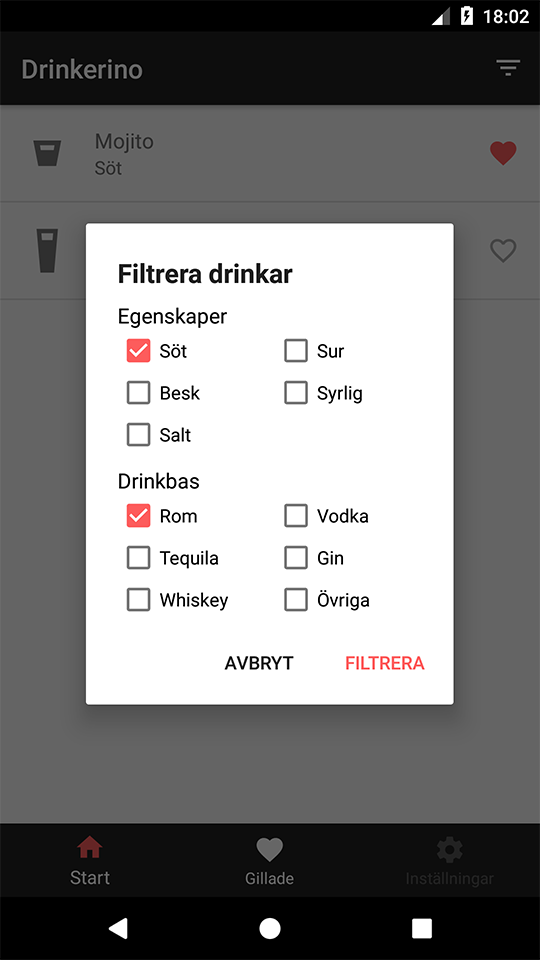 18:02
Drinkerino
Mojito
Söt
Filtrera drinkar
Egenskaper
Söt
Sur
Besk
Syrlig
Salt
Drinkbas
Rom
Vodka
Tequila
Gin
Whiskey
Övriga
AVBRYT
FILTRERA
Start
Gillade
Inställningar